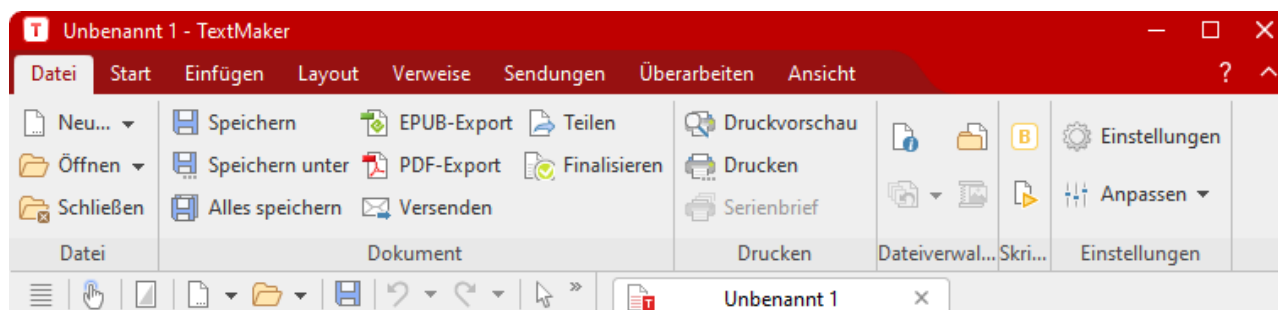 T Unbenannt 1 - TextMaker
Datei Start Einfügen Layout Verweise Sendungen Überarbeiten Ansicht ?
Neu... Speichern EPUB-Export Teilen Druckvorschau B Einstellungen
Öffnen Speichern unter PDF-Export Finalisieren Drucken
Schließen Alles speichern Versenden Serienbrief Anpassen
Datei Dokument Drucken Dateiverwal... Skri... Einstellungen
» T Unbenannt 1